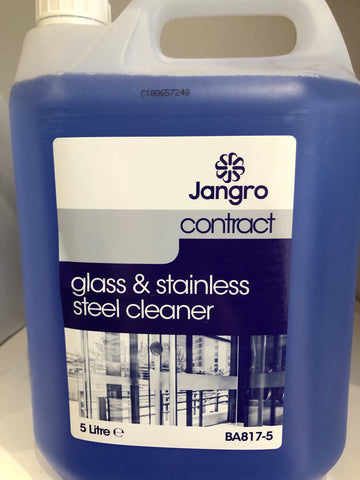 C180657248
Jangro
contract
glass & stainless
steel cleaner
5 Litre ℮
BA817-5